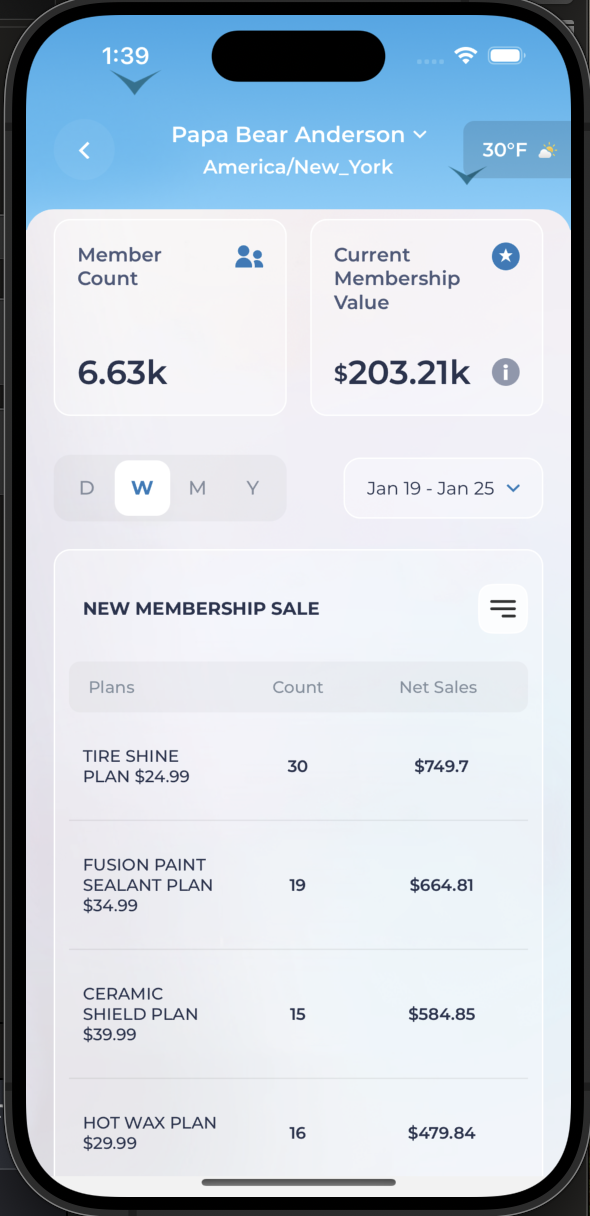 1:39
Papa Bear Anderson
America/New_York
30°F
Member
Count
6.63k
Current
Membership
Value
$203.21k
D W M Y
Jan 19 - Jan 25
NEW MEMBERSHIP SALE
Plans Count Net Sales
TIRE SHINE
PLAN $24.99
30 $749.7
FUSION PAINT
SEALANT PLAN
$34.99
19 $664.81
CERAMIC
SHIELD PLAN
$39.99
15 $584.85
HOT WAX PLAN
$29.99
16 $479.84